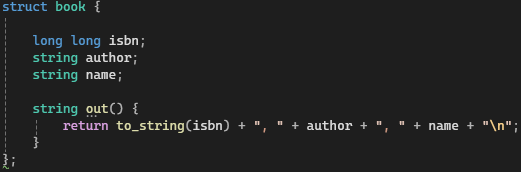 struct book {
    long long isbn;
    string author;
    string name;
    string out() {
        return to_string(isbn) + ", " + author + ", " + name + "\n";
    }
};